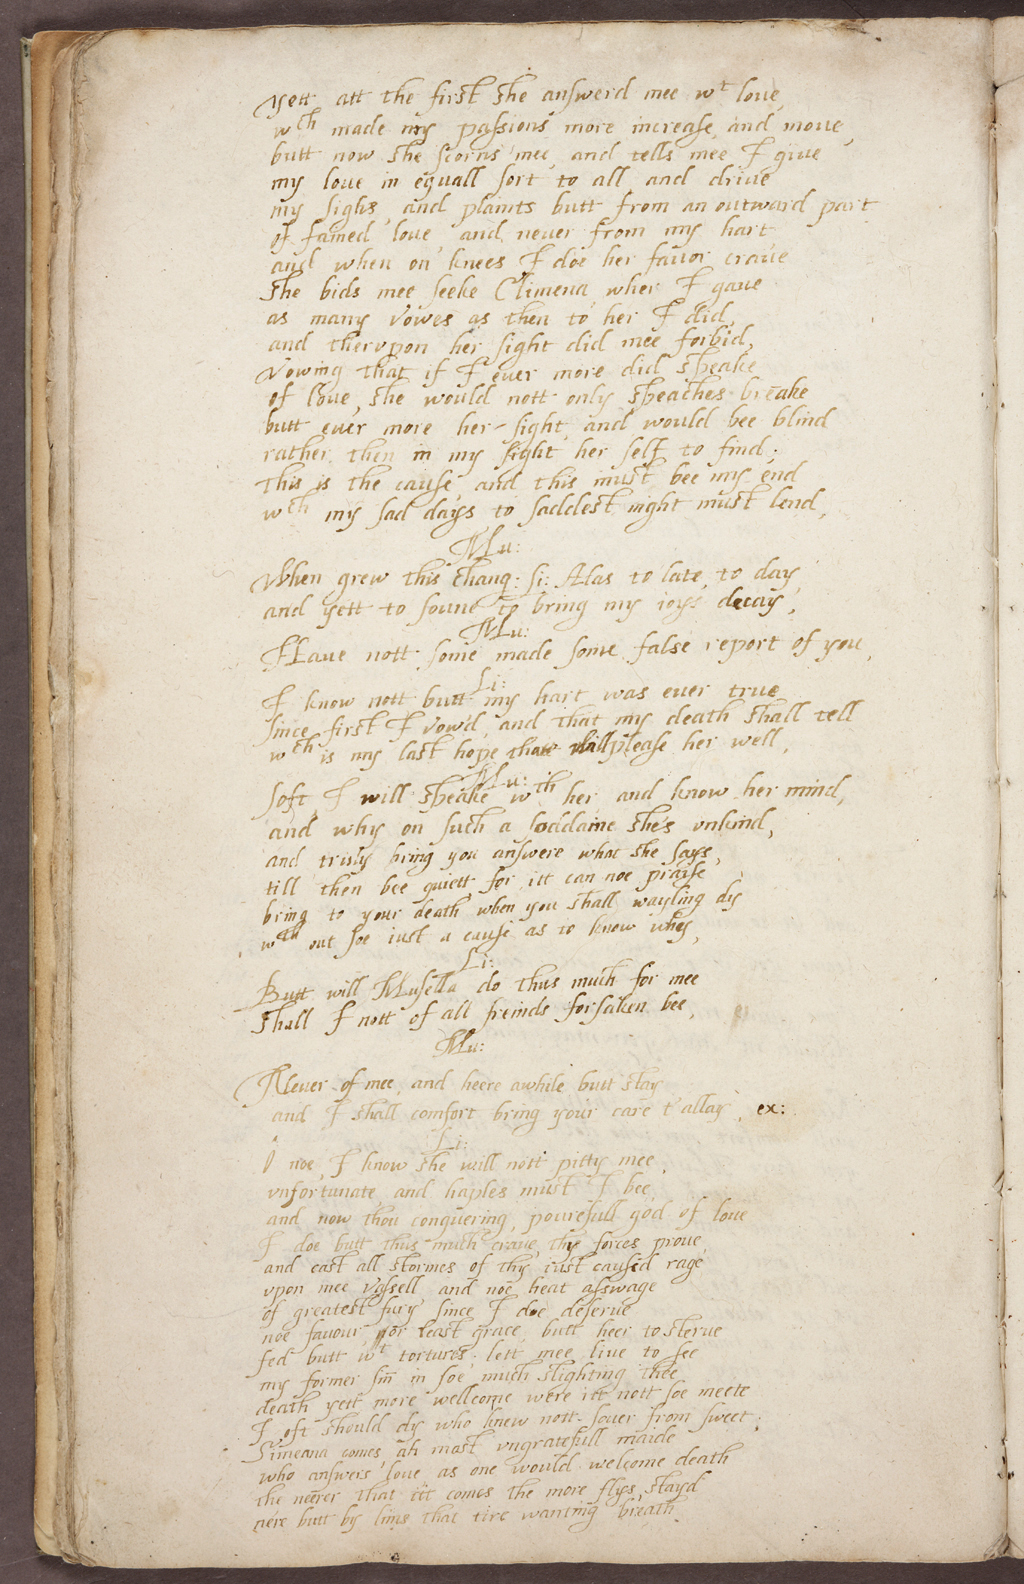 yett att the first she answerd mee wt loue,
wch made my passions more increase, and moue,
butt now she scorns mee, and tells mee I giue
my loue in equall sort to all, and driue
my sighs, and plaints butt from an outward part
of fained loue, and neuer from my hart
and when on knees I doe her fauor craue
she bids mee seeke Climena, wher I gaue
as many vowes as then to her I did,
and thervpon her sight did mee forbid,
vowing that if I euer more did speake
of loue, she would nott only speaches breake
butt euer more her sight, and would bee blind
rather then in my sight her self to find;
this is the cause, and this must bee my end
wch my sad days to saddest night must lend,
Mu:
When grew this chang: Si: Alas to late to day
and yett to soune to bring my ioys decay,
Mu:
Haue nott some made some false report of you,
Li:
I know nott butt my hart was euer true
since first I vow'd, and that my death shall tell
wch is my last hope that will please her well,
Mu:
Soft, I will speake wth her and know her mind,
and why on such a soddaine she's vnkind,
and truly bring you answere what she says,
till then bee quiett, for itt can noe praise
bring to your death when you shall wayling dy
wth out soe iust a cause as to know why,
Li:
Butt will Musella do thus much for mee
shall I nott of all freinds forsaken bee,
Mu:
Neuer of mee, and heere awhile butt stay
and I shall comfort bring your care t'allay, ex:
Li:
O noe, I know she will nott pitty mee,
vnfortunate, and haples must I bee,
and now thou conquering, powrefull god of loue
I doe butt thus much craue, thy forces proue,
and cast all stormes of thy iust caused rage
vpon mee vassell, and noe heat asswage
of greatest fury since I doe deserue
noe fauour, nor least grace, butt heer to sterue
fed butt wt tortures; lett mee liue to see
my former sin in soe much slighting thee,
death yett more wellcome were itt nott soe meete
I oft should dy who knew nott sower from sweet;
Simeana comes, ah most vngratefull maide
who answers loue as one would welcome death
the neerer that itt comes the more flys, stayd
nere butt by lims that tire wanting breath,